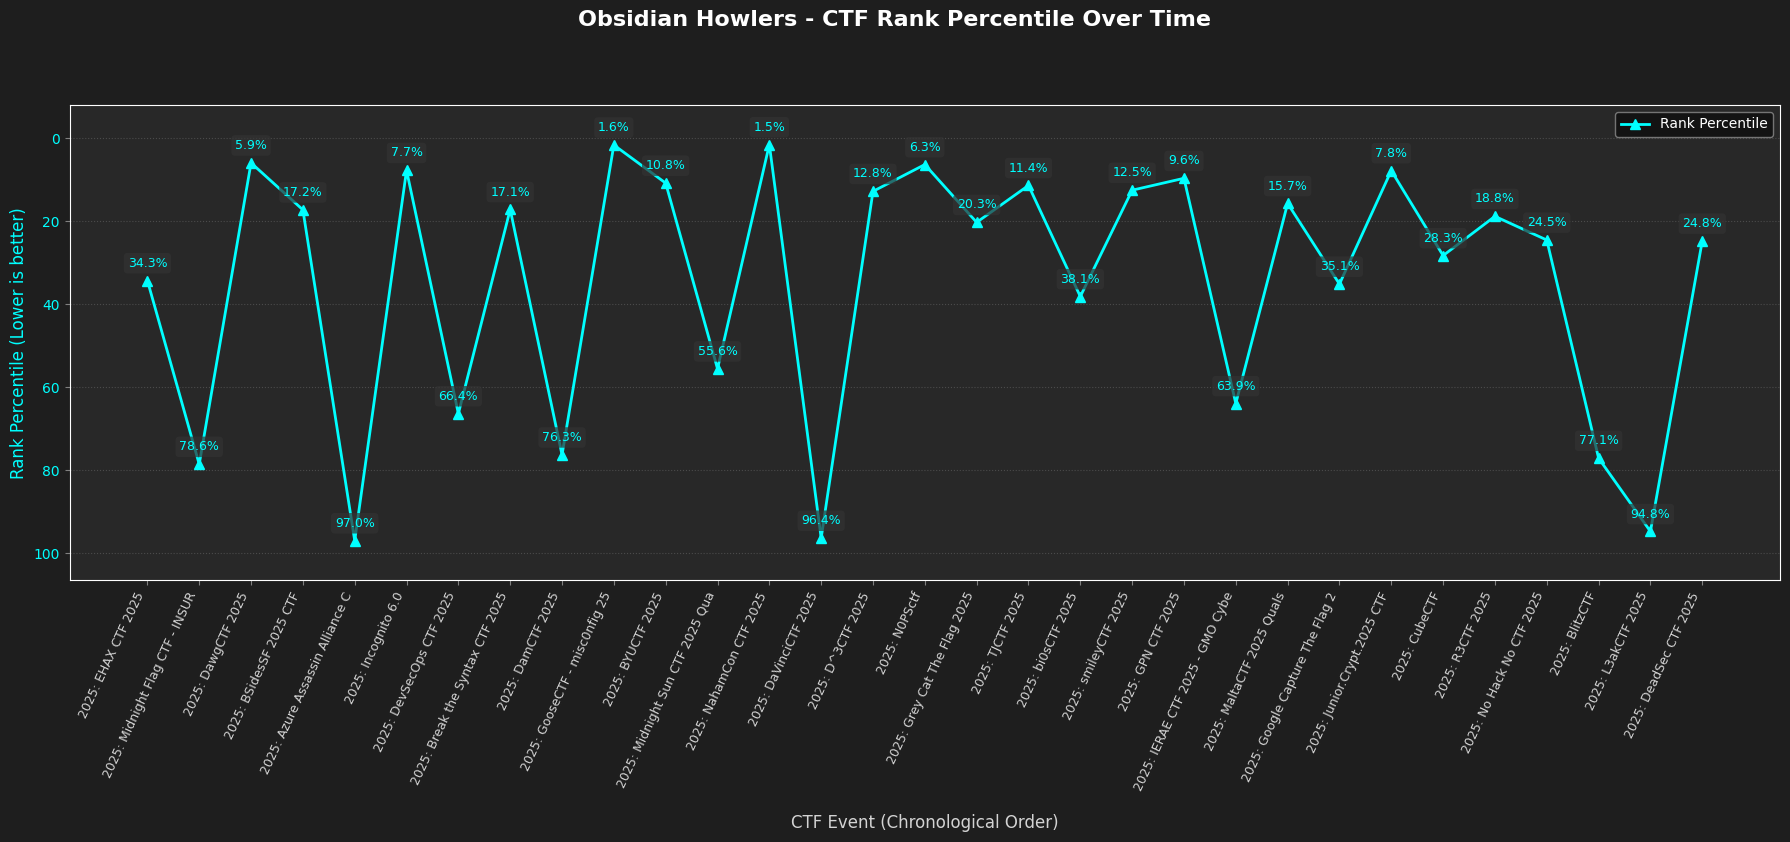 Obsidian Howlers - CTF Rank Percentile Over Time
Rank Percentile
Rank Percentile (Lower is better)
0
20
40
60
80
100
34.3%
78.6%
5.9%
17.2%
97.0%
7.7%
66.4%
17.1%
76.3%
1.6%
10.8%
55.6%
1.5%
96.4%
12.8%
6.3%
20.3%
11.4%
38.1%
12.5%
9.6%
63.9%
15.7%
35.1%
7.8%
28.3%
18.8%
24.5%
77.1%
94.8%
24.8%
2025: EHAX CTF 2025
2025: Midnight Flag CTF - INSUR
2025: DawgCTF 2025
2025: BSidesSF 2025 CTF
2025: Azure Assassin Alliance C
2025: Incognito 6.0
2025: DevSecOps CTF 2025
2025: Break the Syntax CTF 2025
2025: DamCTF 2025
2025: GooseCTF - misc0nfig 25
2025: BYUCTF 2025
2025: Midnight Sun CTF 2025 Qua
2025: NahamCon CTF 2025
2025: DaVinciCTF 2025
2025: D^3CTF 2025
2025: N0PSctf
2025: Grey Cat The Flag 2025
2025: TJCTF 2025
2025: bi0sCTF 2025
2025: smileyCTF 2025
2025: GPN CTF 2025
2025: IERAE CTF 2025 - GMO Cybe
2025: MaltaCTF 2025 Quals
2025: Google Capture The Flag 2
2025: Junior.Crypt.2025 CTF
2025: CubeCTF
2025: R3CTF 2025
2025: No Hack No CTF 2025
2025: BlitzCTF
2025: L3akCTF 2025
2025: DeadSec CTF 2025
CTF Event (Chronological Order)